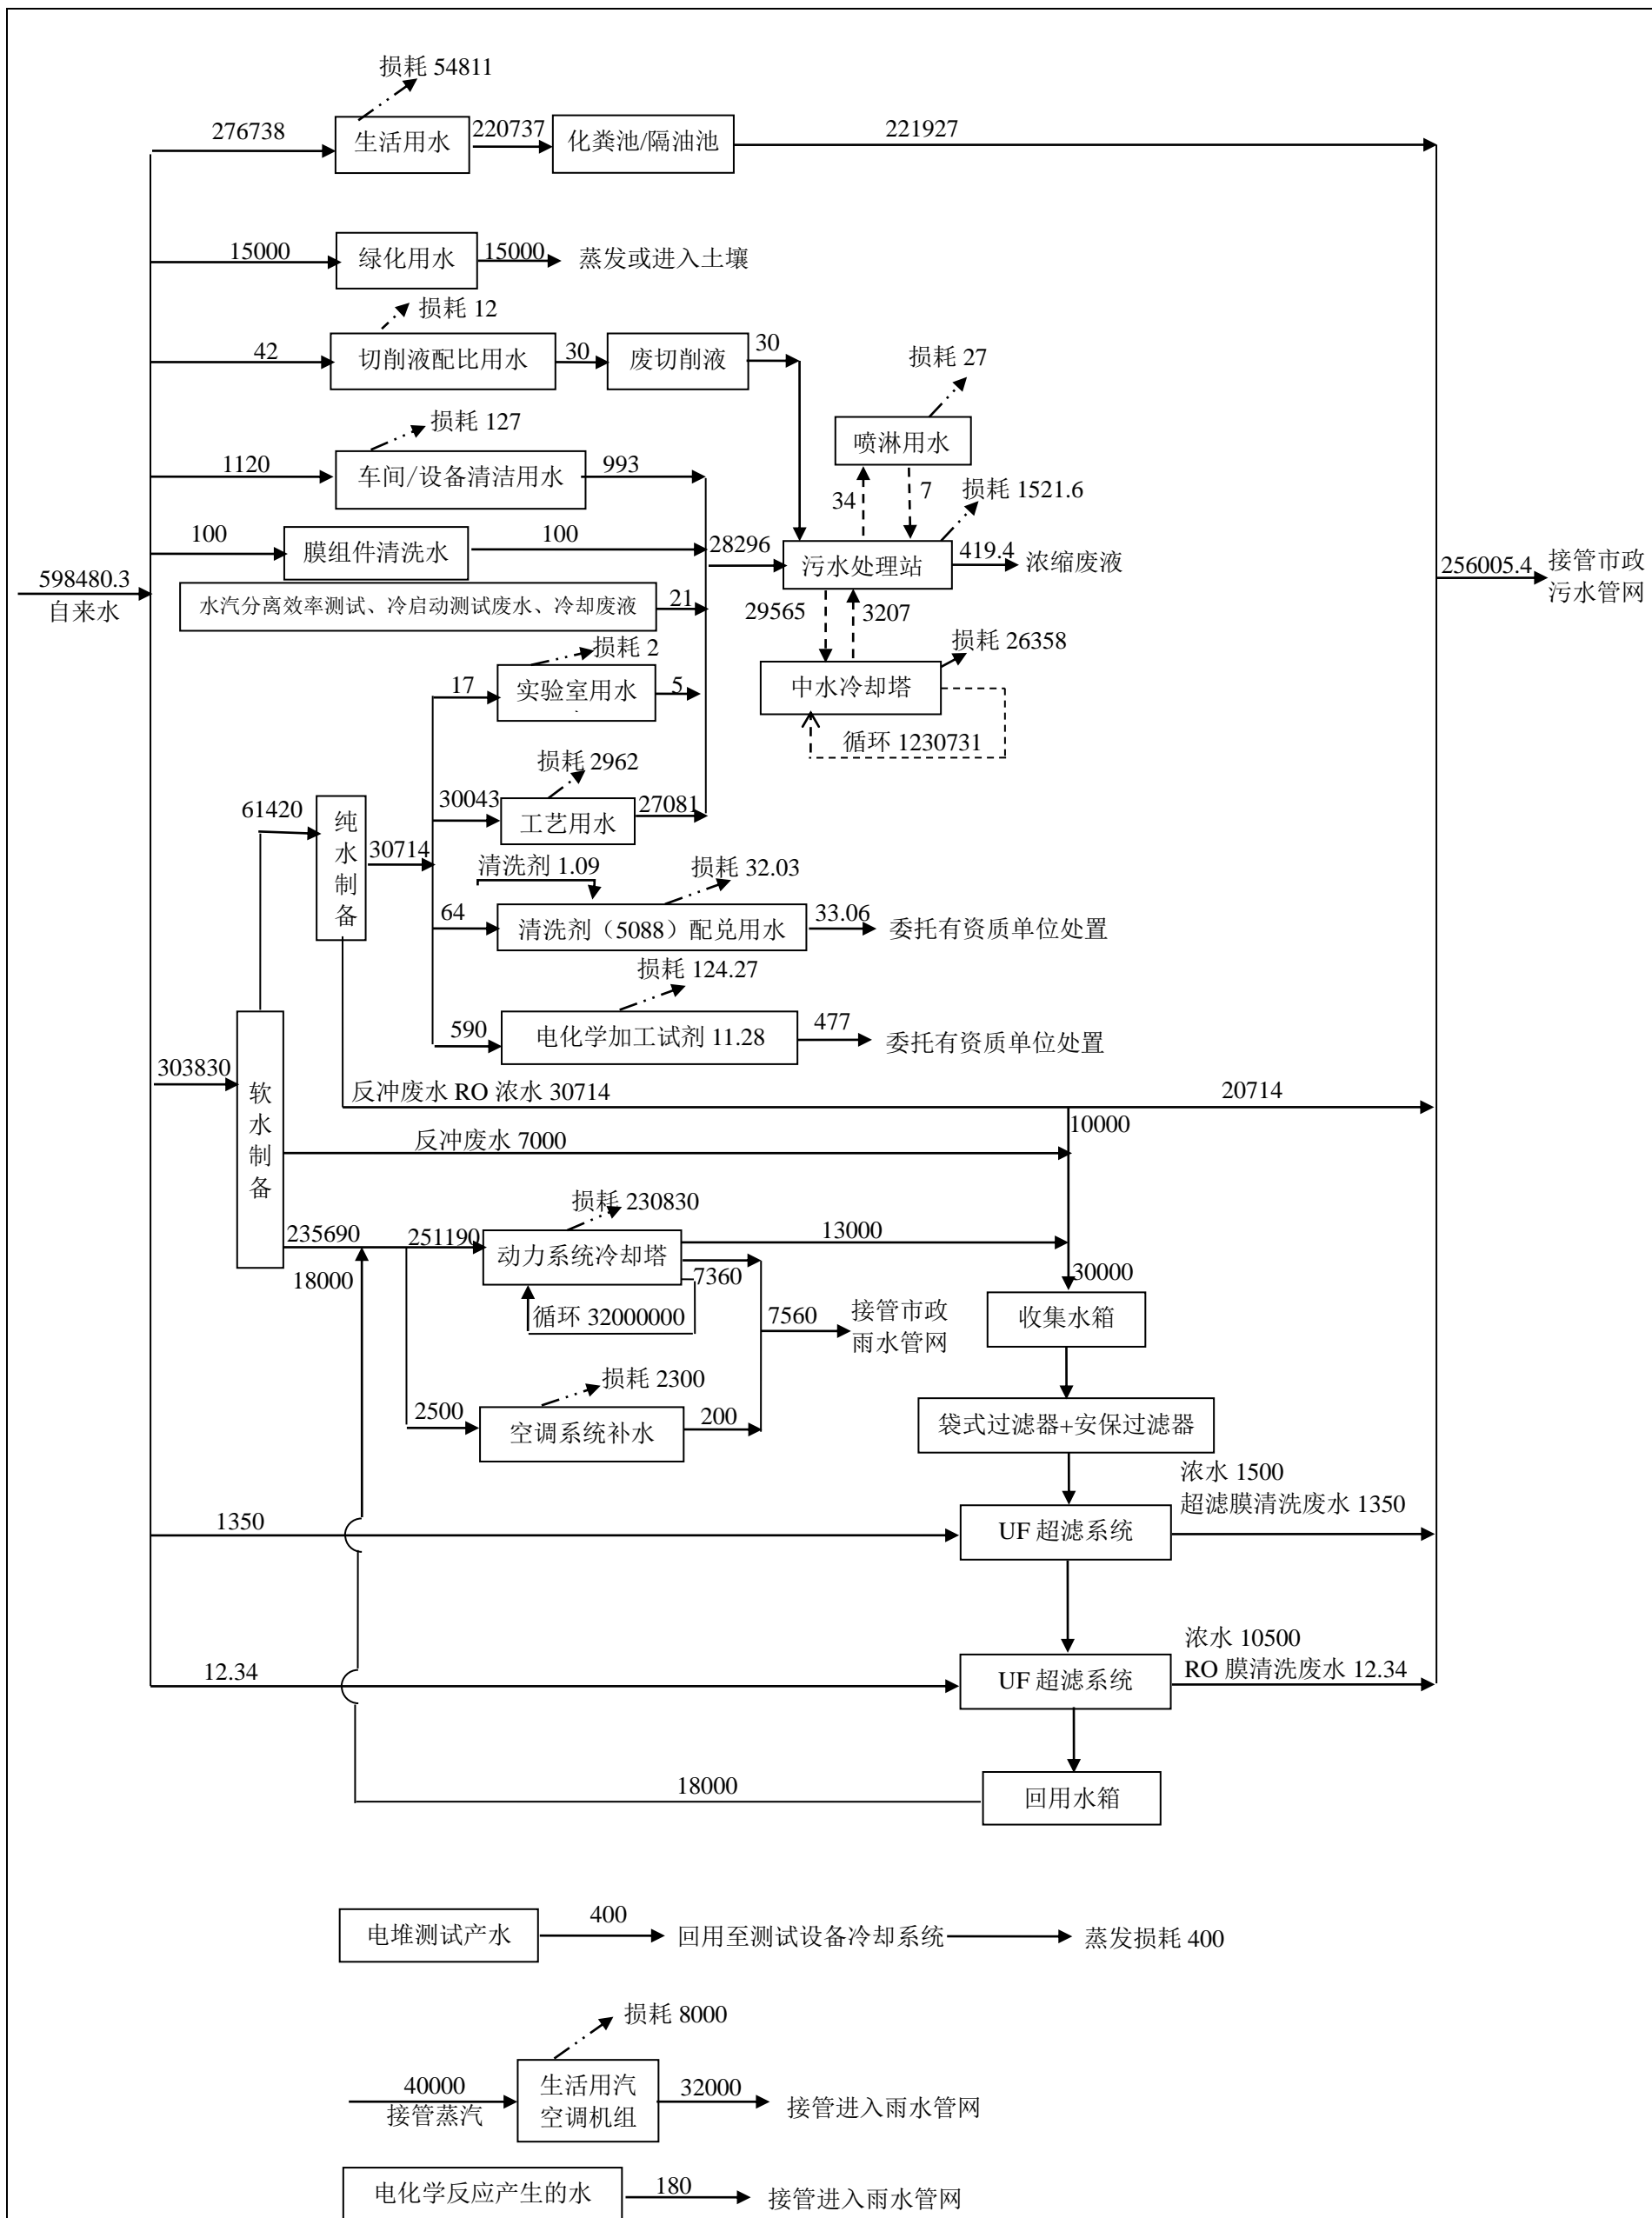 损耗 54811
276738
生活用水
220737
化粪池/隔油池
221927
15000
绿化用水
15000
蒸发或进入土壤
损耗 12
42
切削液配比用水
30
废切削液
30
损耗 27
喷淋用水
损耗 127
1120
车间/设备清洁用水
993
34
7
损耗 1521.6
100
膜组件清洗水
100
28296
污水处理站
419.4
浓缩废液
598480.3
自来水
256005.4
接管市政
污水管网
水汽分离效率测试、冷启动测试废水、冷却废液
21
29565
3207
损耗 2
17
实验室用水
5
损耗 26358
中水冷却塔
循环 1230731
损耗 2962
61420
纯水制备
30714
30043
工艺用水
27081
清洗剂 1.09
损耗 32.03
64
清洗剂（5088）配兑用水
33.06
委托有资质单位处置
损耗 124.27
590
电化学加工试剂 11.28
477
委托有资质单位处置
303830
软水制备
反冲废水 RO 浓水 30714
20714
10000
反冲废水 7000
损耗 230830
235690
251190
动力系统冷却塔
13000
18000
7360
循环 32000000
7560
接管市政
雨水管网
30000
收集水箱
损耗 2300
2500
空调系统补水
200
袋式过滤器+安保过滤器
浓水 1500
超滤膜清洗废水 1350
1350
UF 超滤系统
浓水 10500
RO 膜清洗废水 12.34
12.34
UF 超滤系统
18000
回用水箱
电堆测试产水
400
回用至测试设备冷却系统
蒸发损耗 400
损耗 8000
40000
接管蒸汽
生活用汽
空调机组
32000
接管进入雨水管网
电化学反应产生的水
180
接管进入雨水管网